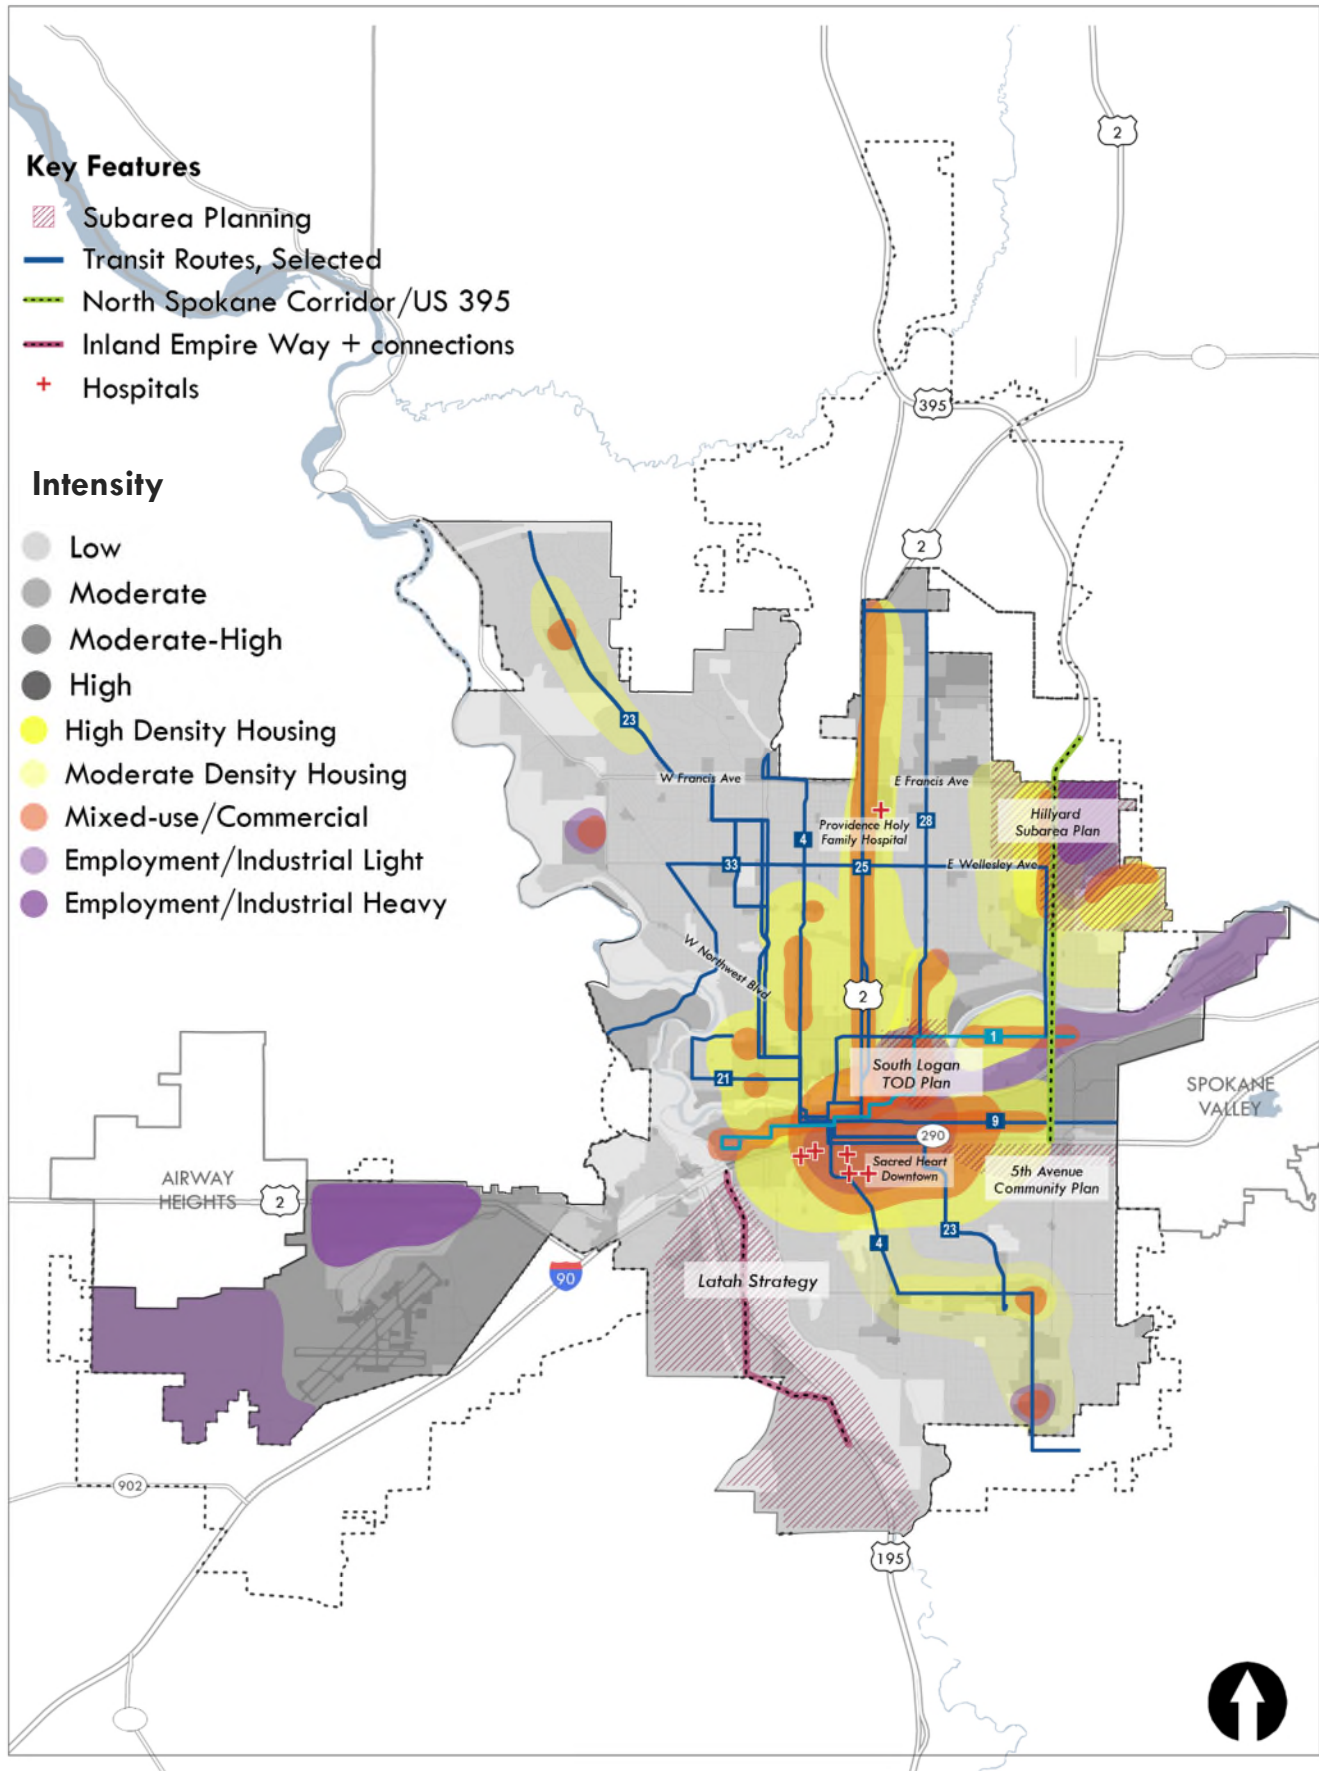 2
Key Features
Subarea Planning
Transit Routes, Selected
North Spokane Corridor/US 395
Inland Empire Way + connections
Hospitals
395
Intensity
Low
Moderate
Moderate-High
High
High Density Housing
Moderate Density Housing
Mixed-use/Commercial
Employment/Industrial Light
Employment/Industrial Heavy
2
23
W Francis Ave
E Francis Ave
Providence Holy
Family Hospital
4
28
Hillyard
Subarea Plan
33
25
E Wellesley Ave
W Northwest Blvd
2
1
South Logan
TOD Plan
21
SPOKANE
VALLEY
9
290
Sacred Heart
Downtown
5th Avenue
Community Plan
AIRWAY
HEIGHTS
2
23
4
90
Latah Strategy
902
195